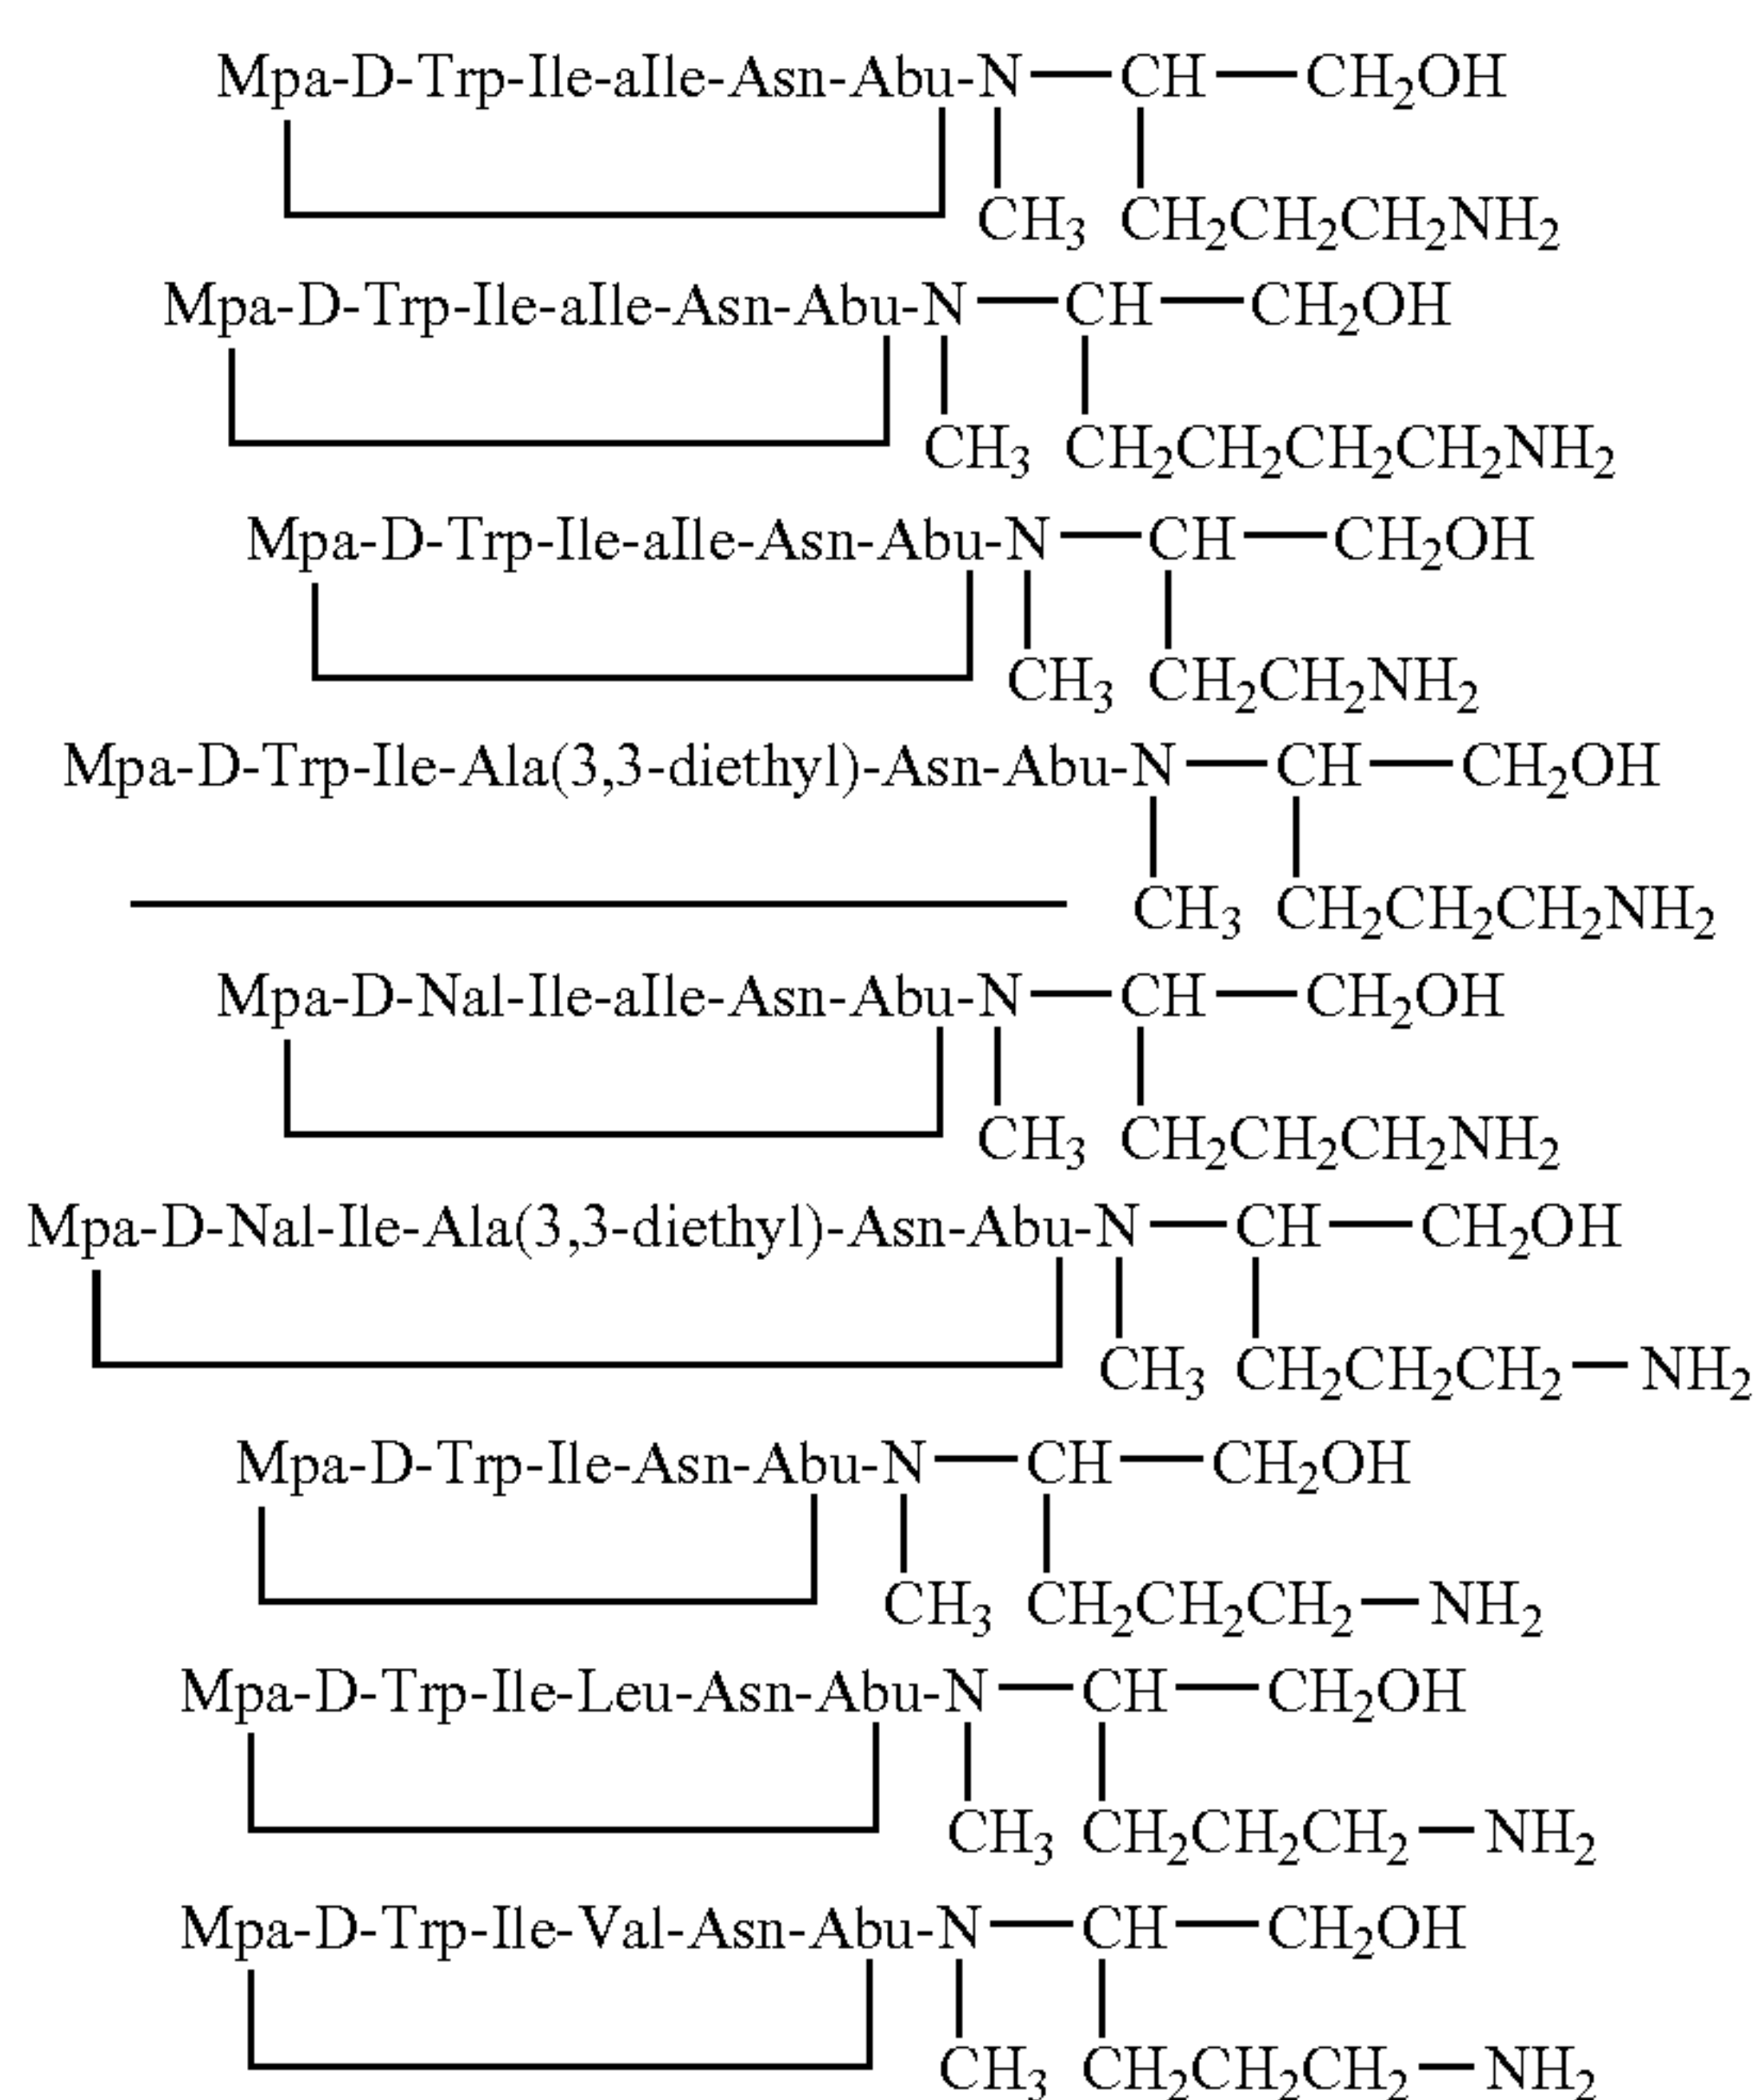 Mpa-D-Trp-Ile-aIle-Asn-Abu-N—CH—CH₂OH
CH₃ CH₂CH₂CH₂NH₂
Mpa-D-Trp-Ile-aIle-Asn-Abu-N—CH—CH₂OH
CH₃ CH₂CH₂CH₂CH₂NH₂
Mpa-D-Trp-Ile-aIle-Asn-Abu-N—CH—CH₂OH
CH₃ CH₂CH₂NH₂
Mpa-D-Trp-Ile-Ala(3,3-diethyl)-Asn-Abu-N—CH—CH₂OH
CH₃ CH₂CH₂CH₂NH₂
Mpa-D-Nal-Ile-aIle-Asn-Abu-N—CH—CH₂OH
CH₃ CH₂CH₂CH₂NH₂
Mpa-D-Nal-Ile-Ala(3,3-diethyl)-Asn-Abu-N—CH—CH₂OH
CH₃ CH₂CH₂CH₂—NH₂
Mpa-D-Trp-Ile-Asn-Abu-N—CH—CH₂OH
CH₃ CH₂CH₂CH₂—NH₂
Mpa-D-Trp-Ile-Leu-Asn-Abu-N—CH—CH₂OH
CH₃ CH₂CH₂CH₂—NH₂
Mpa-D-Trp-Ile-Val-Asn-Abu-N—CH—CH₂OH
CH₃ CH₂CH₂CH₂—NH₂